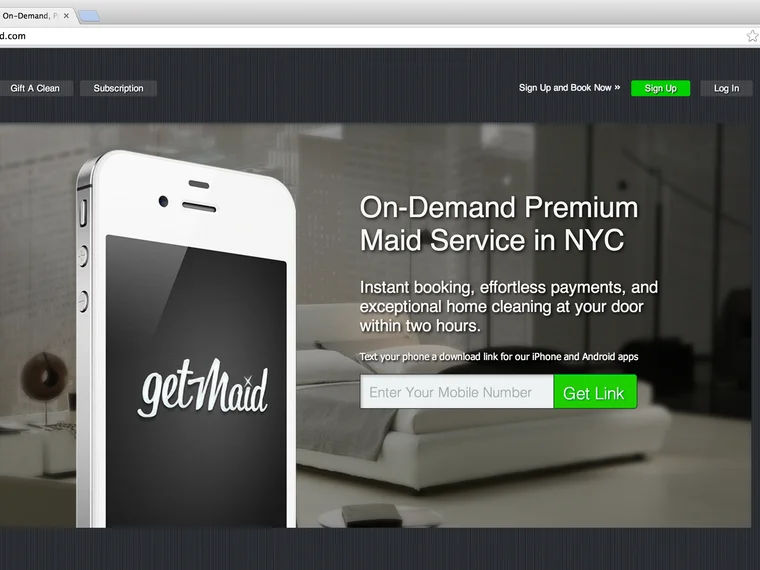 On-Demand,
d.com
Gift A Clean
Subscription
Sign Up and Book Now »
Sign Up
Log In
On-Demand Premium
Maid Service in NYC
Instant booking, effortless payments, and
exceptional home cleaning at your door
within two hours.
Text your phone a download link for our iPhone and Android apps
Enter Your Mobile Number
Get Link
getMaid